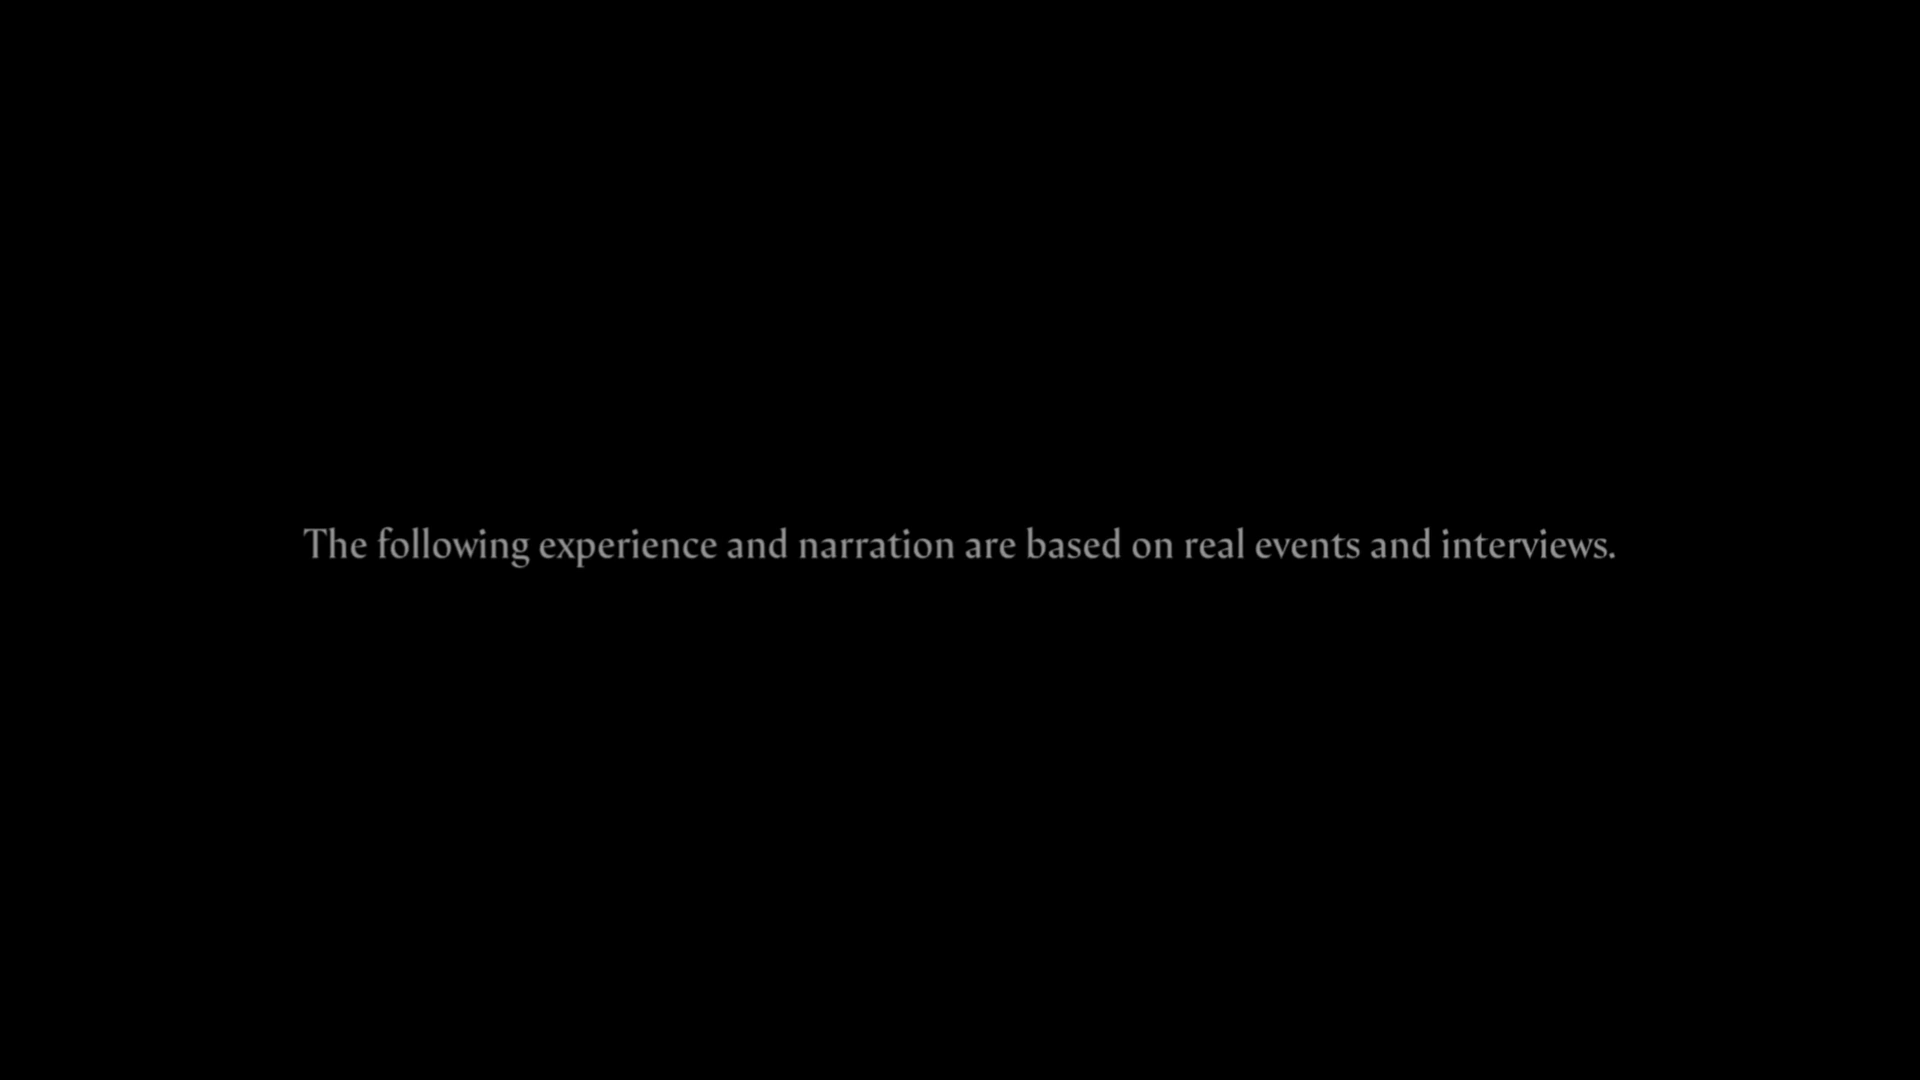 The following experience and narration are based on real events and interviews.